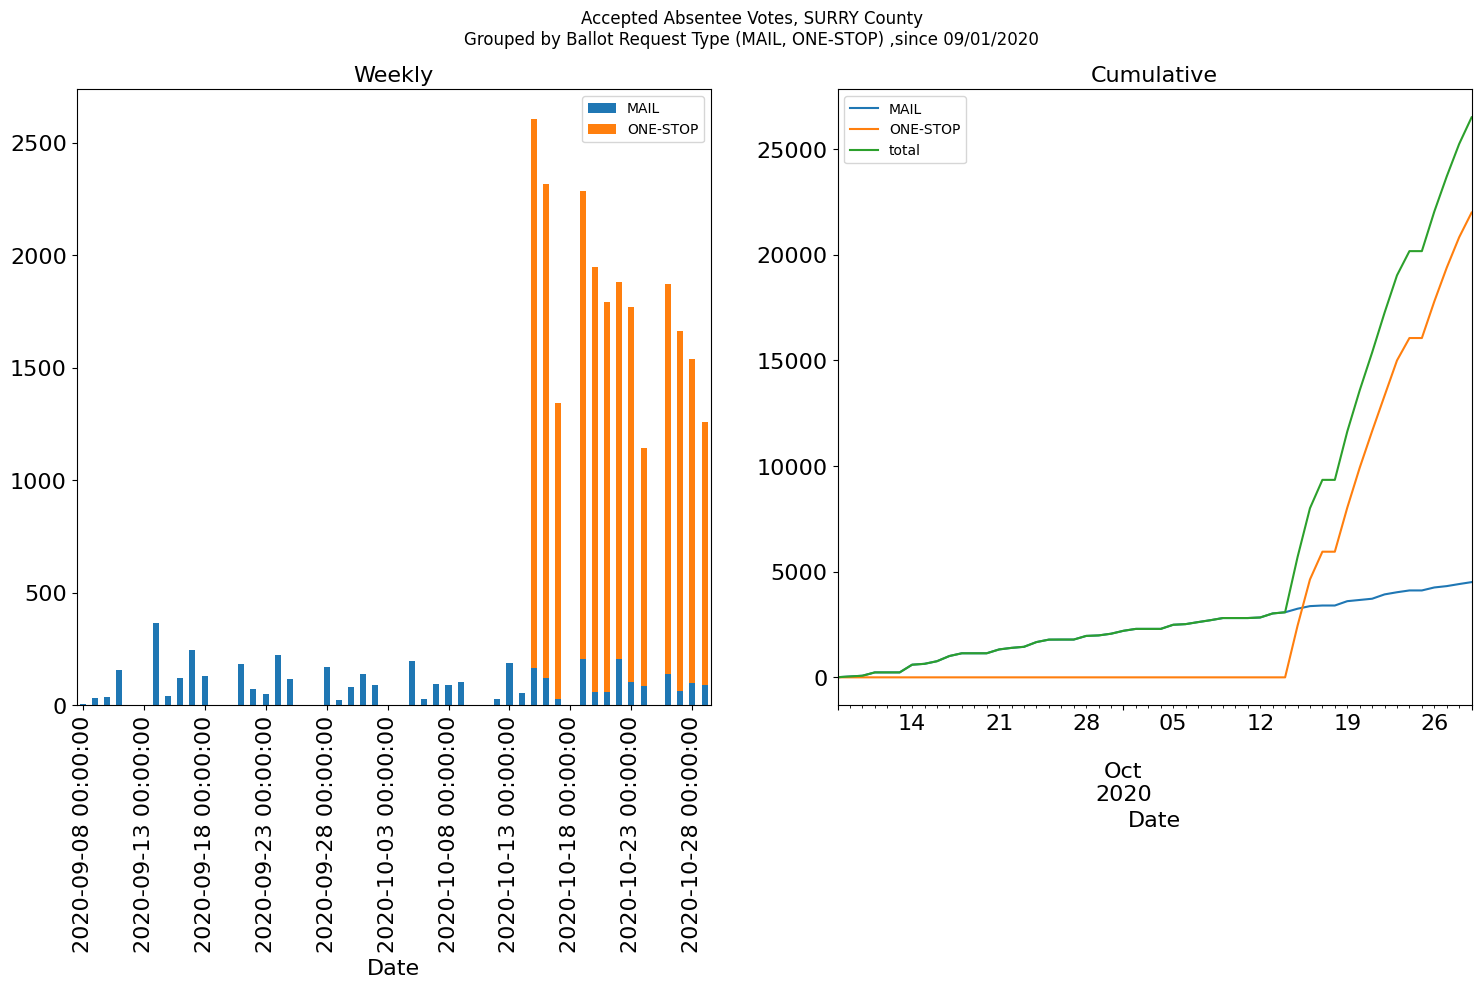 Accepted Absentee Votes, SURRY County
Grouped by Ballot Request Type (MAIL, ONE-STOP) ,since 09/01/2020
Weekly
MAIL
ONE-STOP
2500
2000
1500
1000
500
0
2020-09-08 00:00:00
2020-09-13 00:00:00
2020-09-18 00:00:00
2020-09-23 00:00:00
2020-09-28 00:00:00
2020-10-03 00:00:00
2020-10-08 00:00:00
2020-10-13 00:00:00
2020-10-18 00:00:00
2020-10-23 00:00:00
2020-10-28 00:00:00
Date
Cumulative
MAIL
ONE-STOP
total
25000
20000
15000
10000
5000
0
14 21 28 05 12 19 26
Oct
2020
Date